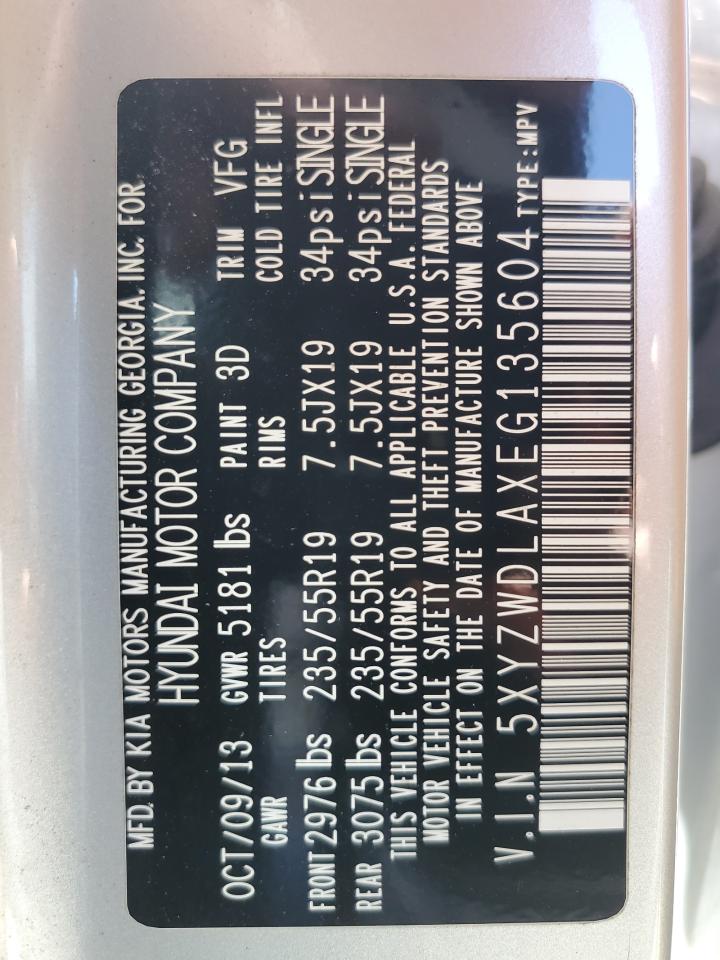 MFD. BY KIA MOTORS MANUFACTURING GEORGIA. INC. FOR
HYUNDAI MOTOR COMPANY
OCT/09/13 GVWR 5181 lbs PAINT 3D TRIM VFG
GAWR TIRES RIMS COLD TIRE INFL
FRONT 2976 lbs 235/55R19 7.5JX19 34psi SINGLE
REAR 3075 lbs 235/55R19 7.5JX19 34psi SINGLE
THIS VEHICLE CONFORMS TO ALL APPLICABLE U.S.A. FEDERAL
MOTOR VEHICLE SAFETY AND THEFT PREVENTION STANDARDS
IN EFFECT ON THE DATE OF MANUFACTURE SHOWN ABOVE
V.I.N 5XYZWDLAXEG135604 TYPE:MPV